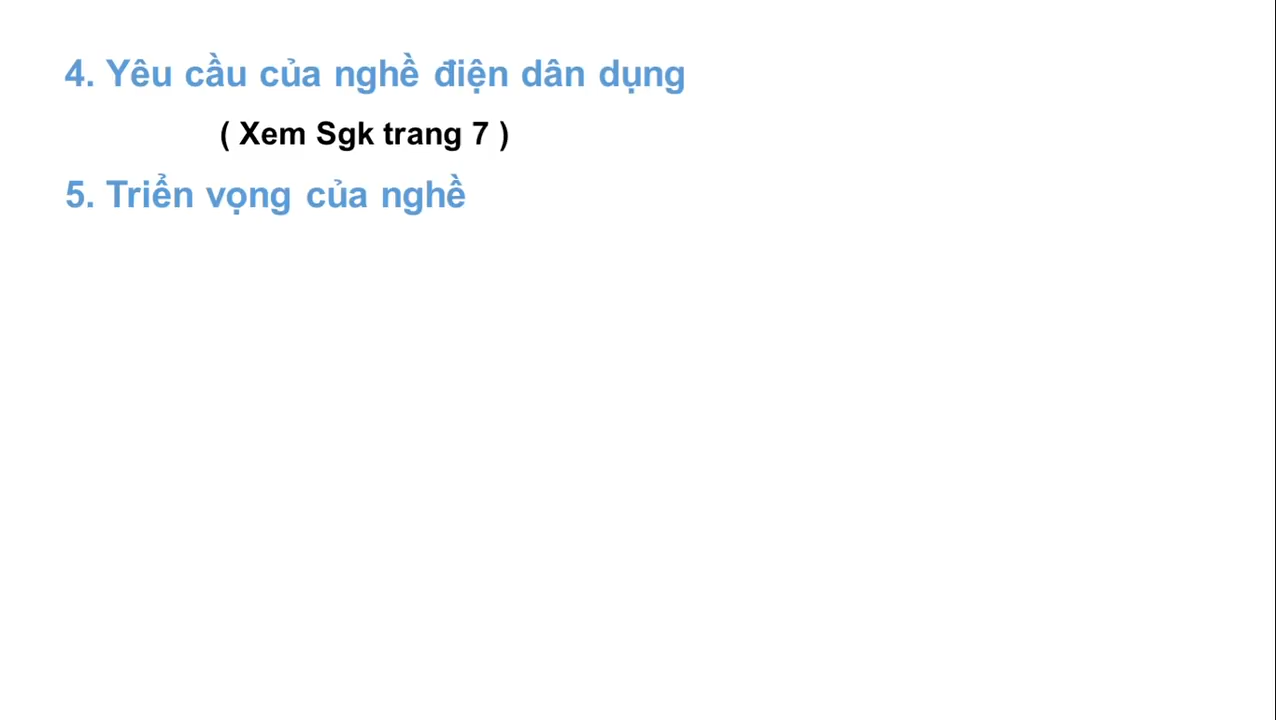 4. Yêu cầu của nghề điện dân dụng
( Xem Sgk trang 7 )
5. Triển vọng của nghề